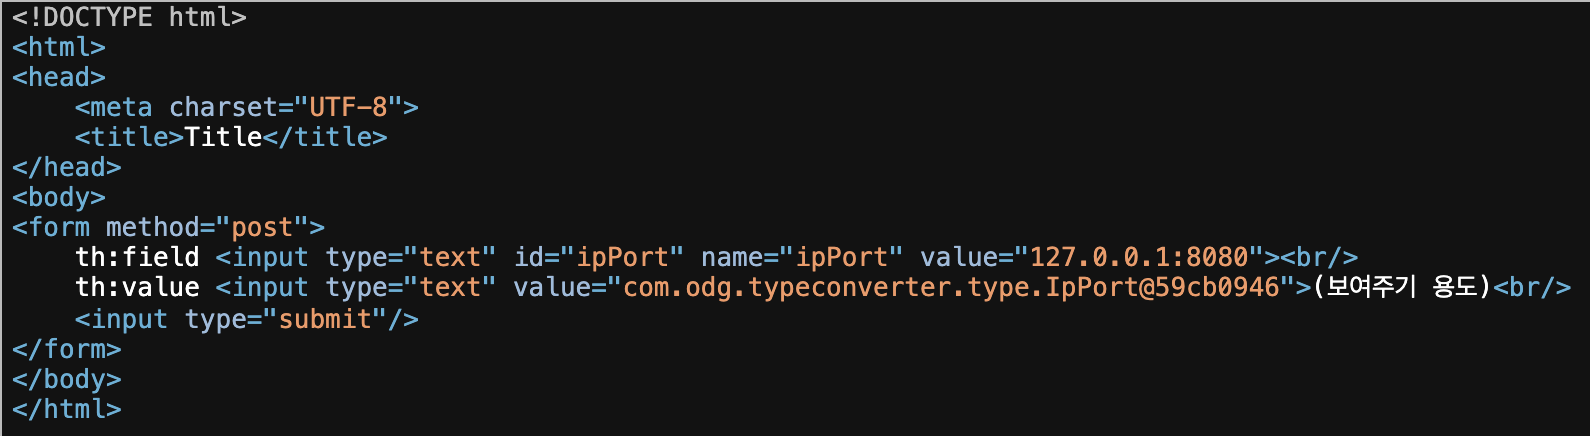 <!DOCTYPE html>
<html>
<head>
    <meta charset="UTF-8">
    <title>Title</title>
</head>
<body>
<form method="post">
    th:field <input type="text" id="ipPort" name="ipPort" value="127.0.0.1:8080"><br/>
    th:value <input type="text" value="com.odg.typeconverter.type.IpPort@59cb0946">(보여주기 용도)<br/>
    <input type="submit"/>
</form>
</body>
</html>